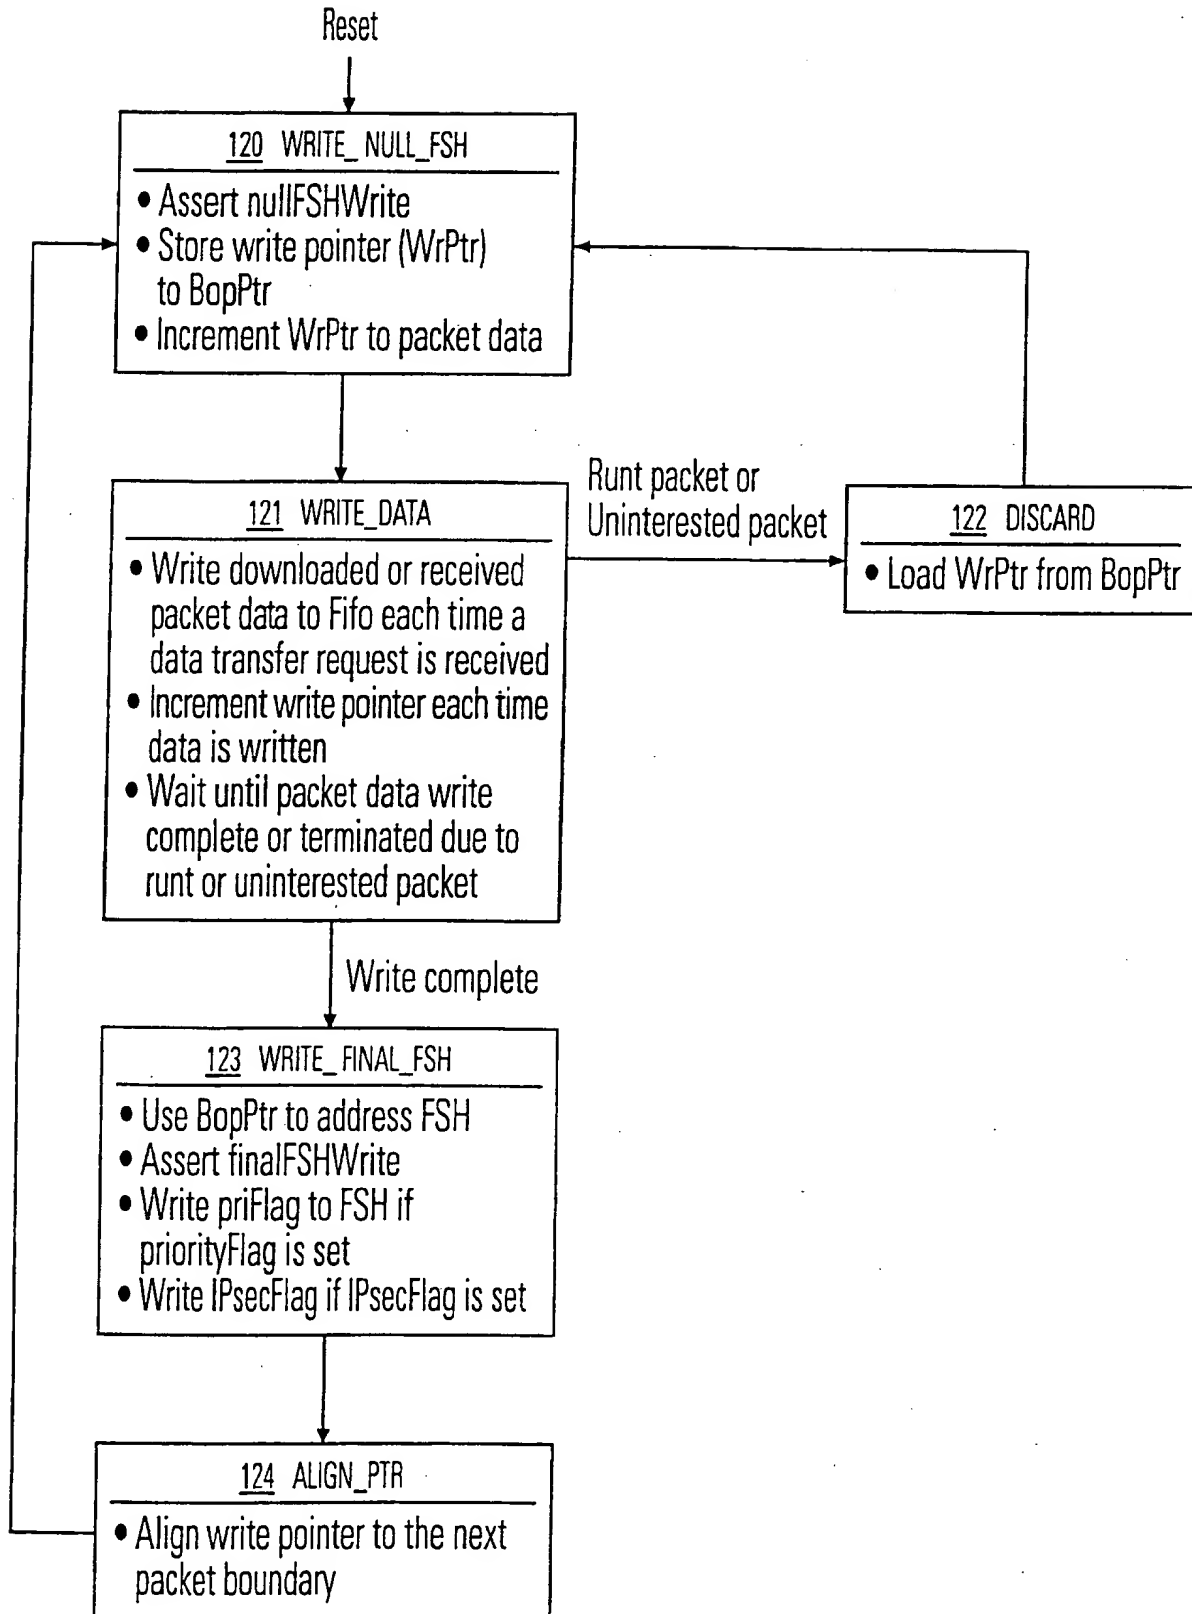 Reset
120 WRITE_NULL_FSH
• Assert nullFSHWrite
• Store write pointer (WrPtr)
to BopPtr
• Increment WrPtr to packet data
121 WRITE_DATA
• Write downloaded or received
packet data to Fifo each time a
data transfer request is received
• Increment write pointer each time
data is written
• Wait until packet data write
complete or terminated due to
runt or uninterested packet
Runt packet or
Uninterested packet
122 DISCARD
• Load WrPtr from BopPtr
Write complete
123 WRITE_FINAL_FSH
• Use BopPtr to address FSH
• Assert finalFSHWrite
• Write priFlag to FSH if
priorityFlag is set
• Write IPsecFlag if IPsecFlag is set
124 ALIGN_PTR
• Align write pointer to the next
packet boundary